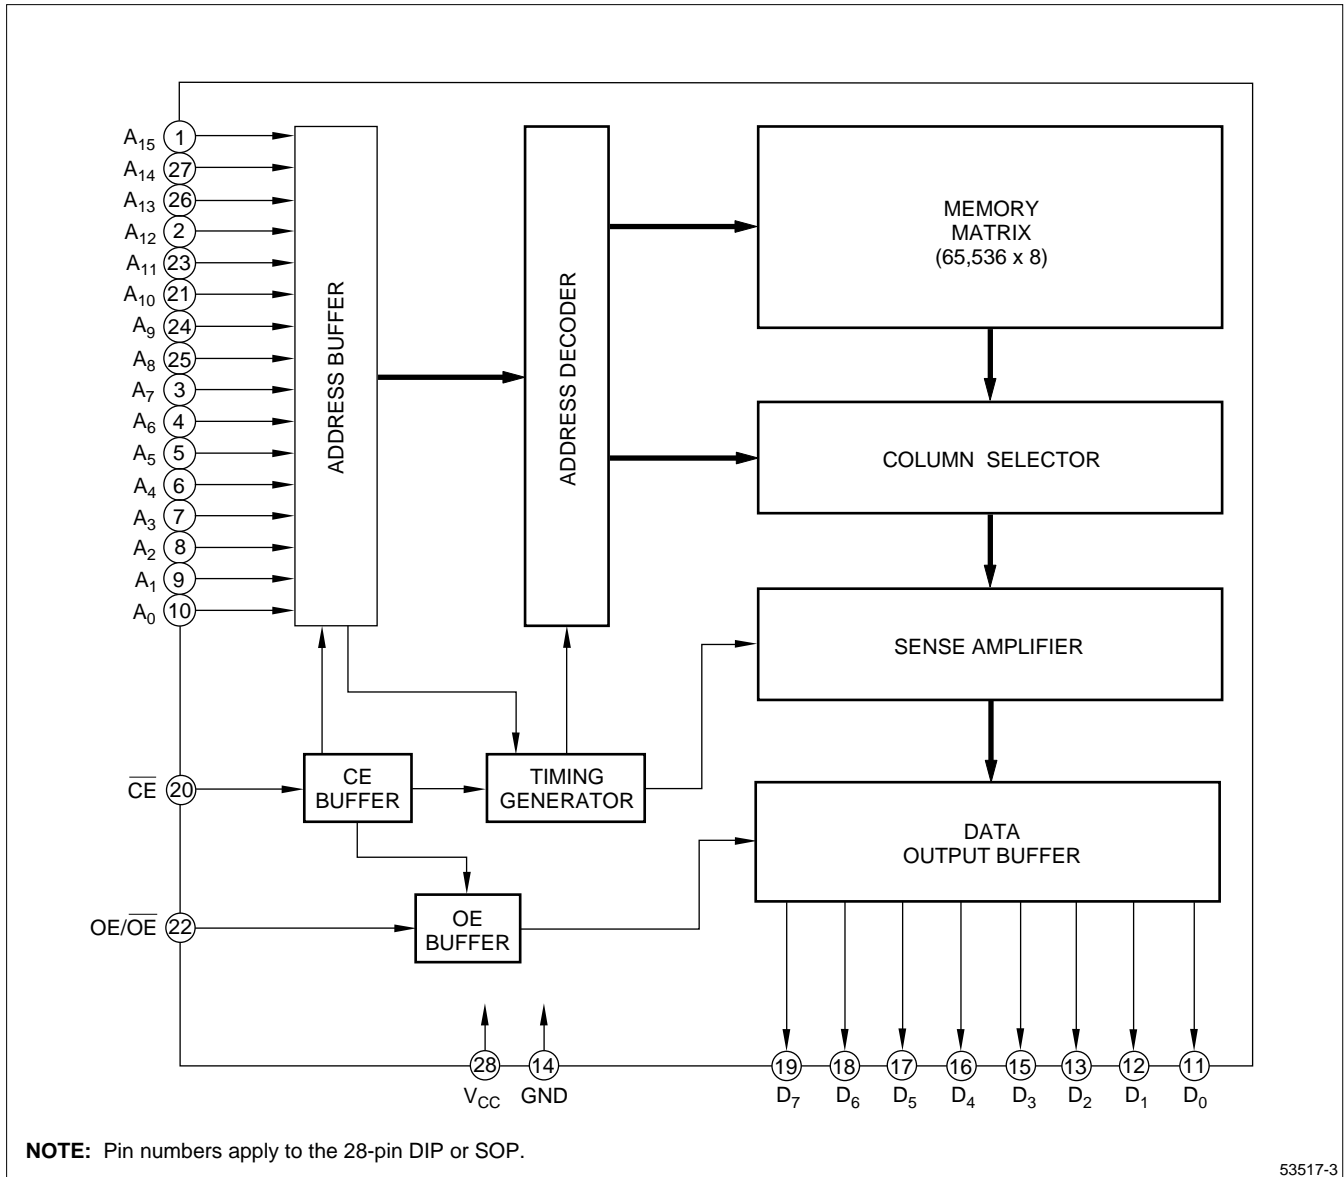 A15 1
A14 27
A13 26
A12 2
A11 23
A10 21
A9 24
A8 25
A7 3
A6 4
A5 5
A4 6
A3 7
A2 8
A1 9
A0 10
ADDRESS BUFFER
ADDRESS DECODER
MEMORY
MATRIX
(65,536 x 8)
COLUMN SELECTOR
SENSE AMPLIFIER
C̅E̅ 20
CE
BUFFER
TIMING
GENERATOR
DATA
OUTPUT BUFFER
OE/O̅E̅ 22
OE
BUFFER
28 14 19 18 17 16 15 13 12 11
VCC GND D7 D6 D5 D4 D3 D2 D1 D0
NOTE: Pin numbers apply to the 28-pin DIP or SOP.
53517-3